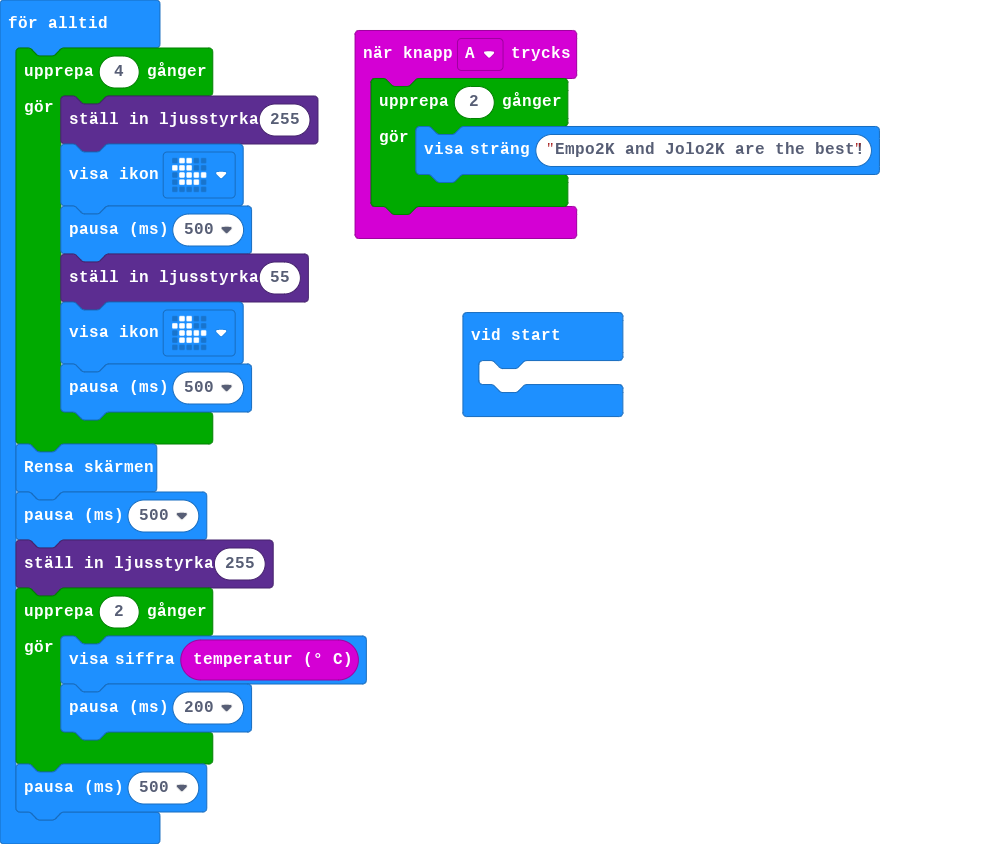 för alltid
upprepa 4 gånger
gör
ställ in ljusstyrka 255
visa ikon
pausa (ms) 500
ställ in ljusstyrka 55
visa ikon
pausa (ms) 500
Rensa skärmen
pausa (ms) 500
ställ in ljusstyrka 255
upprepa 2 gånger
gör
visa siffra temperatur (° C)
pausa (ms) 200
pausa (ms) 500
när knapp A trycks
upprepa 2 gånger
gör
visa sträng "Empo2K and Jolo2K are the best!"
vid start